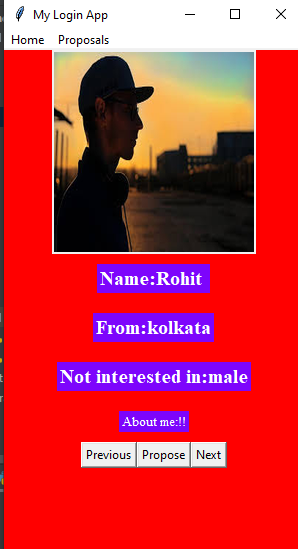 My Login App
Home Proposals
Name:Rohit
From:kolkata
Not interested in:male
About me:!!
Previous Propose Next